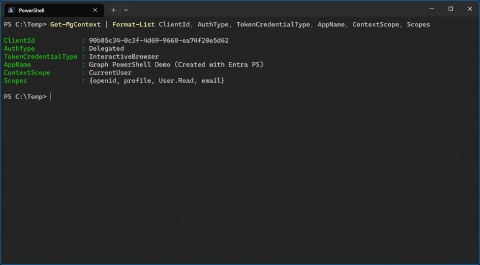 PowerShell
PS C:\Temp> Get-MgContext | Format-List ClientId, AuthType, TokenCredentialType, AppName, ContextScope, Scopes
ClientId : 90b85c34-0c3f-4d69-9668-ea74f20e5d62
AuthType : Delegated
TokenCredentialType : InteractiveBrowser
AppName : Graph PowerShell Demo (Created with Entra PS)
ContextScope : CurrentUser
Scopes : {openid, profile, User.Read, email}
PS C:\Temp>